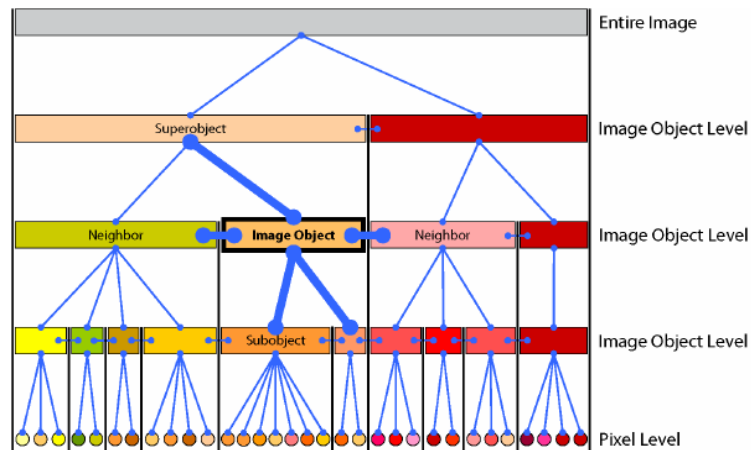 Entire Image
Superobject
Image Object Level
Neighbor
Image Object
Neighbor
Image Object Level
Subobject
Image Object Level
Pixel Level